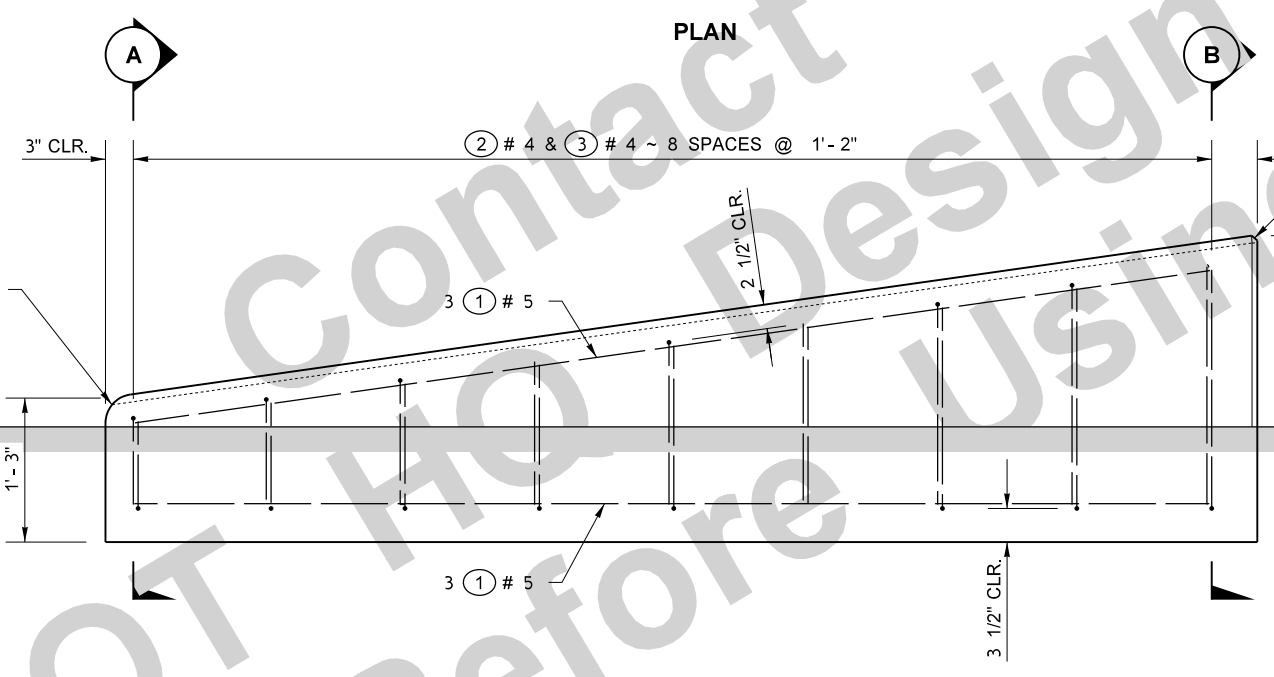 PLAN
A
B
3" CLR.
2 # 4 & 3 # 4 ~ 8 SPACES @ 1'- 2"
2 1/2" CLR.
3 1 # 5
1'- 3"
3 1 # 5
3 1/2" CLR.
Contact
HQ Design
OT
Before